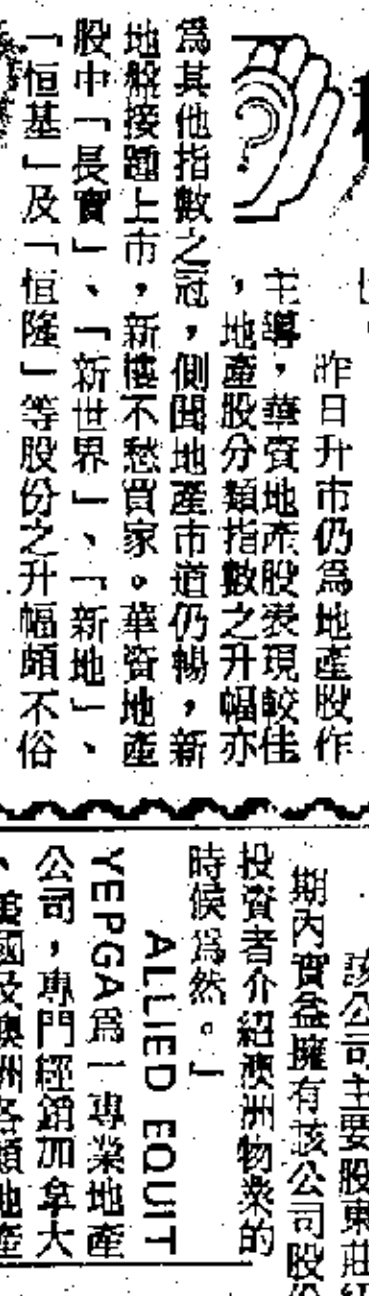 昨日升市仍為地產股作
主導，華資地產股表現較佳
，地產股分類指數之升幅亦
為其他指數之冠，側聞地產市道仍暢，新
地盤接踵上市，新樓不愁買家。華資地產
股中「長實」、「新世界」、「新地」、
「恒基」及「恒隆」等股份之升幅頗不俗
該公司主要股東莊
期內實益擁有該公司股份
投資者介紹澳洲物業的
時候為然。」
ALLIED EQUIT
YEPGA為一專業地產
公司，專門經銷加拿大
、美國及澳洲各類地產